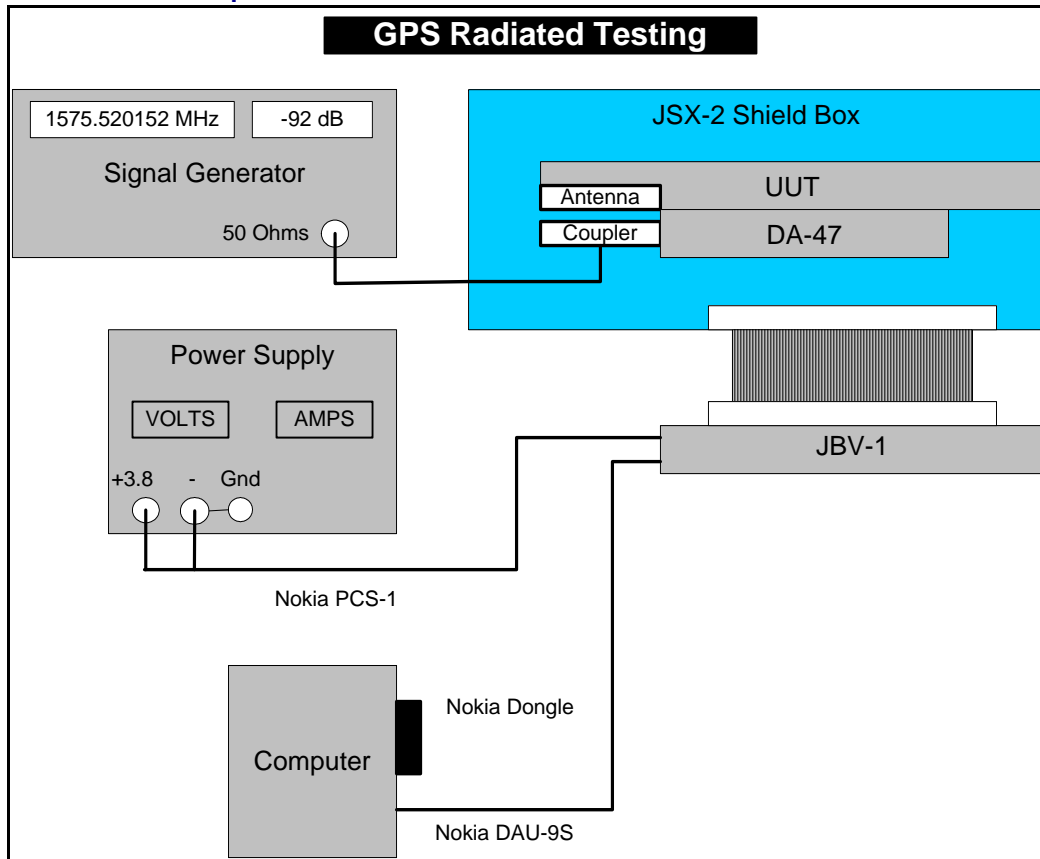 GPS Radiated Testing
1575.520152 MHz
-92 dB
Signal Generator
50 Ohms
JSX-2 Shield Box
UUT
Antenna
Coupler
DA-47
Power Supply
VOLTS
AMPS
+3.8 - Gnd
JBV-1
Nokia PCS-1
Nokia Dongle
Computer
Nokia DAU-9S